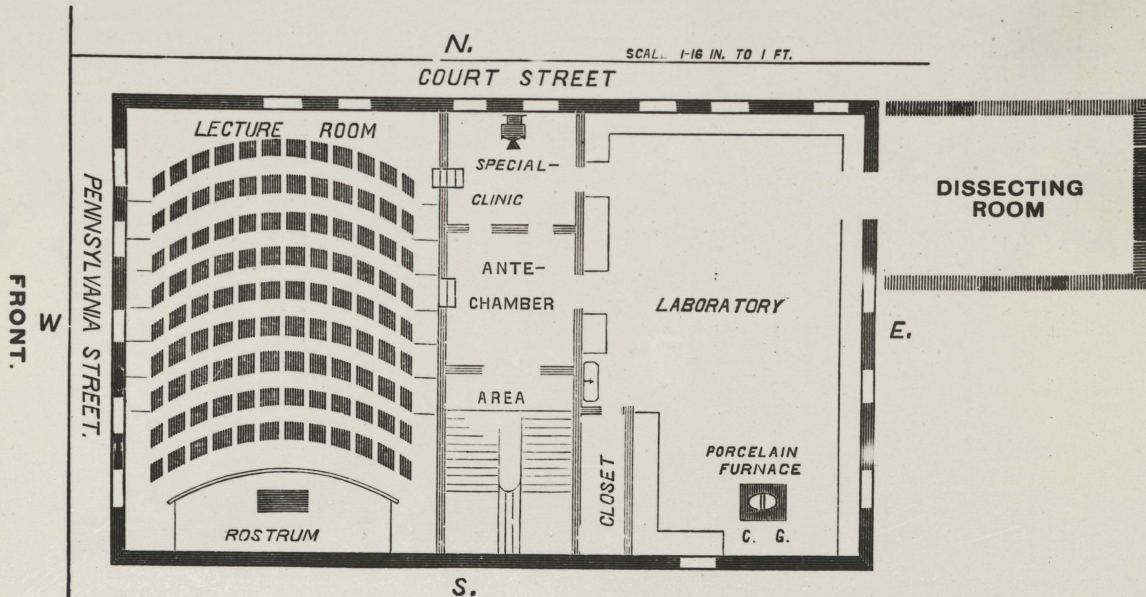 N.
SCAL. 1-16 IN. TO 1 FT.
COURT STREET
LECTURE ROOM
SPECIAL-
CLINIC
DISSECTING
ROOM
PENNSYLVANIA STREET.
FRONT.
W
ANTE-
CHAMBER
LABORATORY
E.
AREA
PORCELAIN
FURNACE
CLOSET
ROSTRUM
C. G.
S.